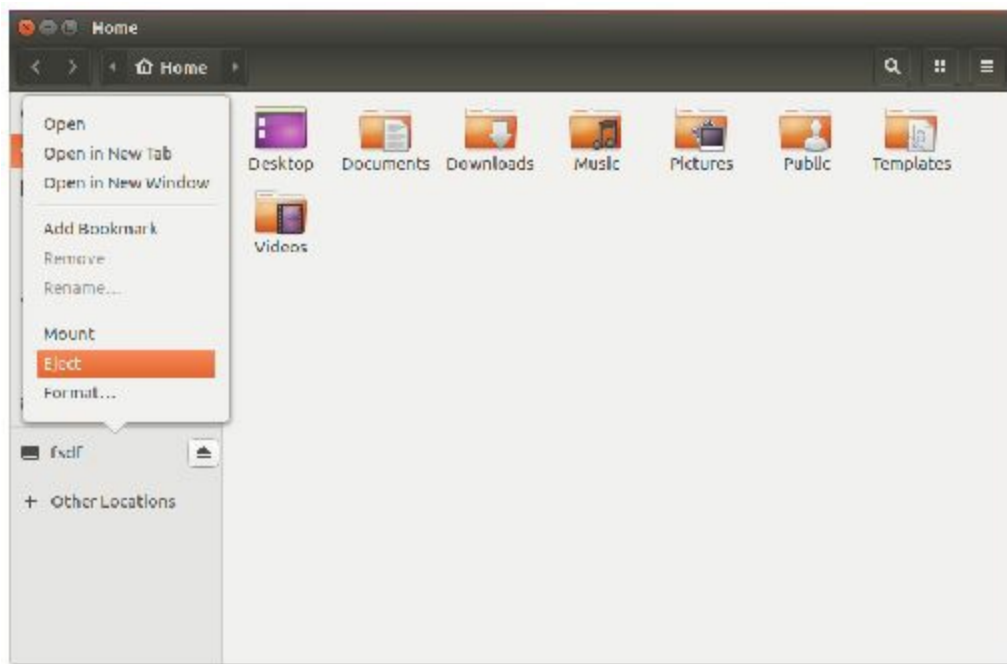 Home
Home
Open
Open in New Tab
Open in New Window
Add Bookmark
Remove
Rename...
Mount
Eject
Format...
fsdf
+ Other Locations
Desktop Documents Downloads Music Pictures Public Templates
Videos